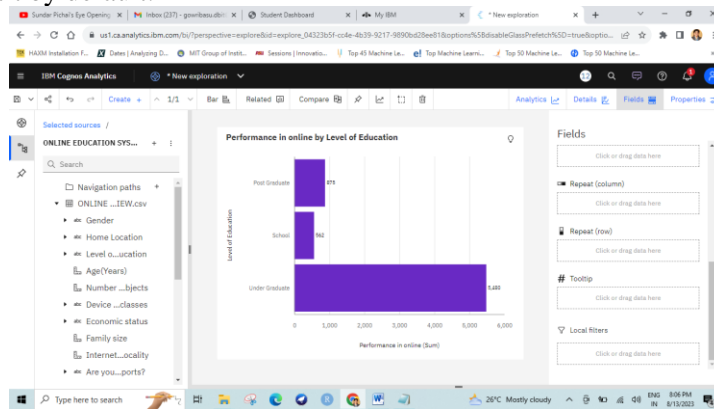 Sundar Pichai's Eye Opening
Inbox (237) - gowribasu.dbit
Student Dashboard
My IBM
* New exploration
us1.ca.analytics.ibm.com/bi/?perspective=explore&id=explore_04323b5f-cc4e-4b39-9217-9890bd28ee81&options%5BdisableGlassPrefetch%5D=true&optio...
HAXM Installation F...
Dates | Analysing D...
MIT Group of Instit...
Sessions | Innovatio...
Top 45 Machine Le...
Top Machine Learni...
Top 50 Machine Le...
Top 50 Machine Le...
IBM Cognos Analytics
* New exploration
Create +
1/1
Bar
Related
Compare
Analytics
Details
Fields
Properties
Selected sources /
ONLINE EDUCATION SYS...
Search
Navigation paths
ONLINE ...IEW.csv
Gender
Home Location
Level o...ucation
Age(Years)
Number ...bjects
Device ...classes
Economic status
Family size
Internet...ocality
Are you...ports?
Performance in online by Level of Education
Level of Education
Post Graduate
873
School
562
Under Graduate
0 1,000 2,000 3,000 4,000 5,000 6,000
Performance in online (Sum)
Fields
Click or drag data here
Repeat (column)
Click or drag data here
Repeat (row)
Click or drag data here
# Tooltip
Click or drag data here
Local filters
Click or drag data here
Type here to search
26°C Mostly cloudy
ENG
IN
8:06 PM
8/13/2023